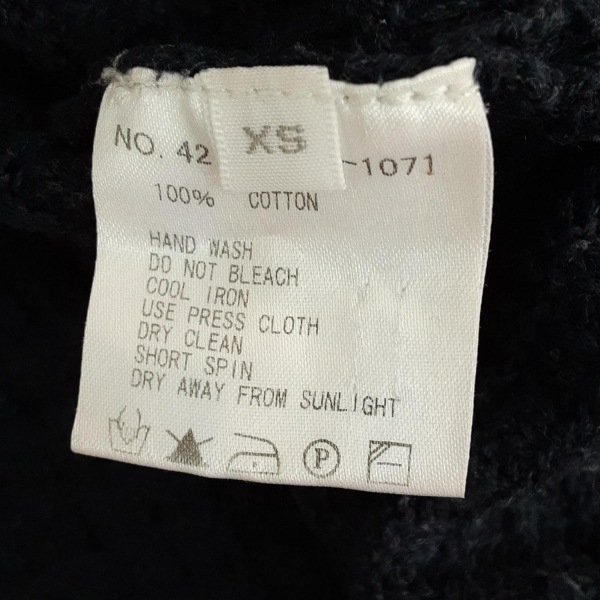 XS
NO. 42 -1071
100% COTTON
HAND WASH
DO NOT BLEACH
COOL IRON
USE PRESS CLOTH
DRY CLEAN
SHORT SPIN
DRY AWAY FROM SUNLIGHT
P